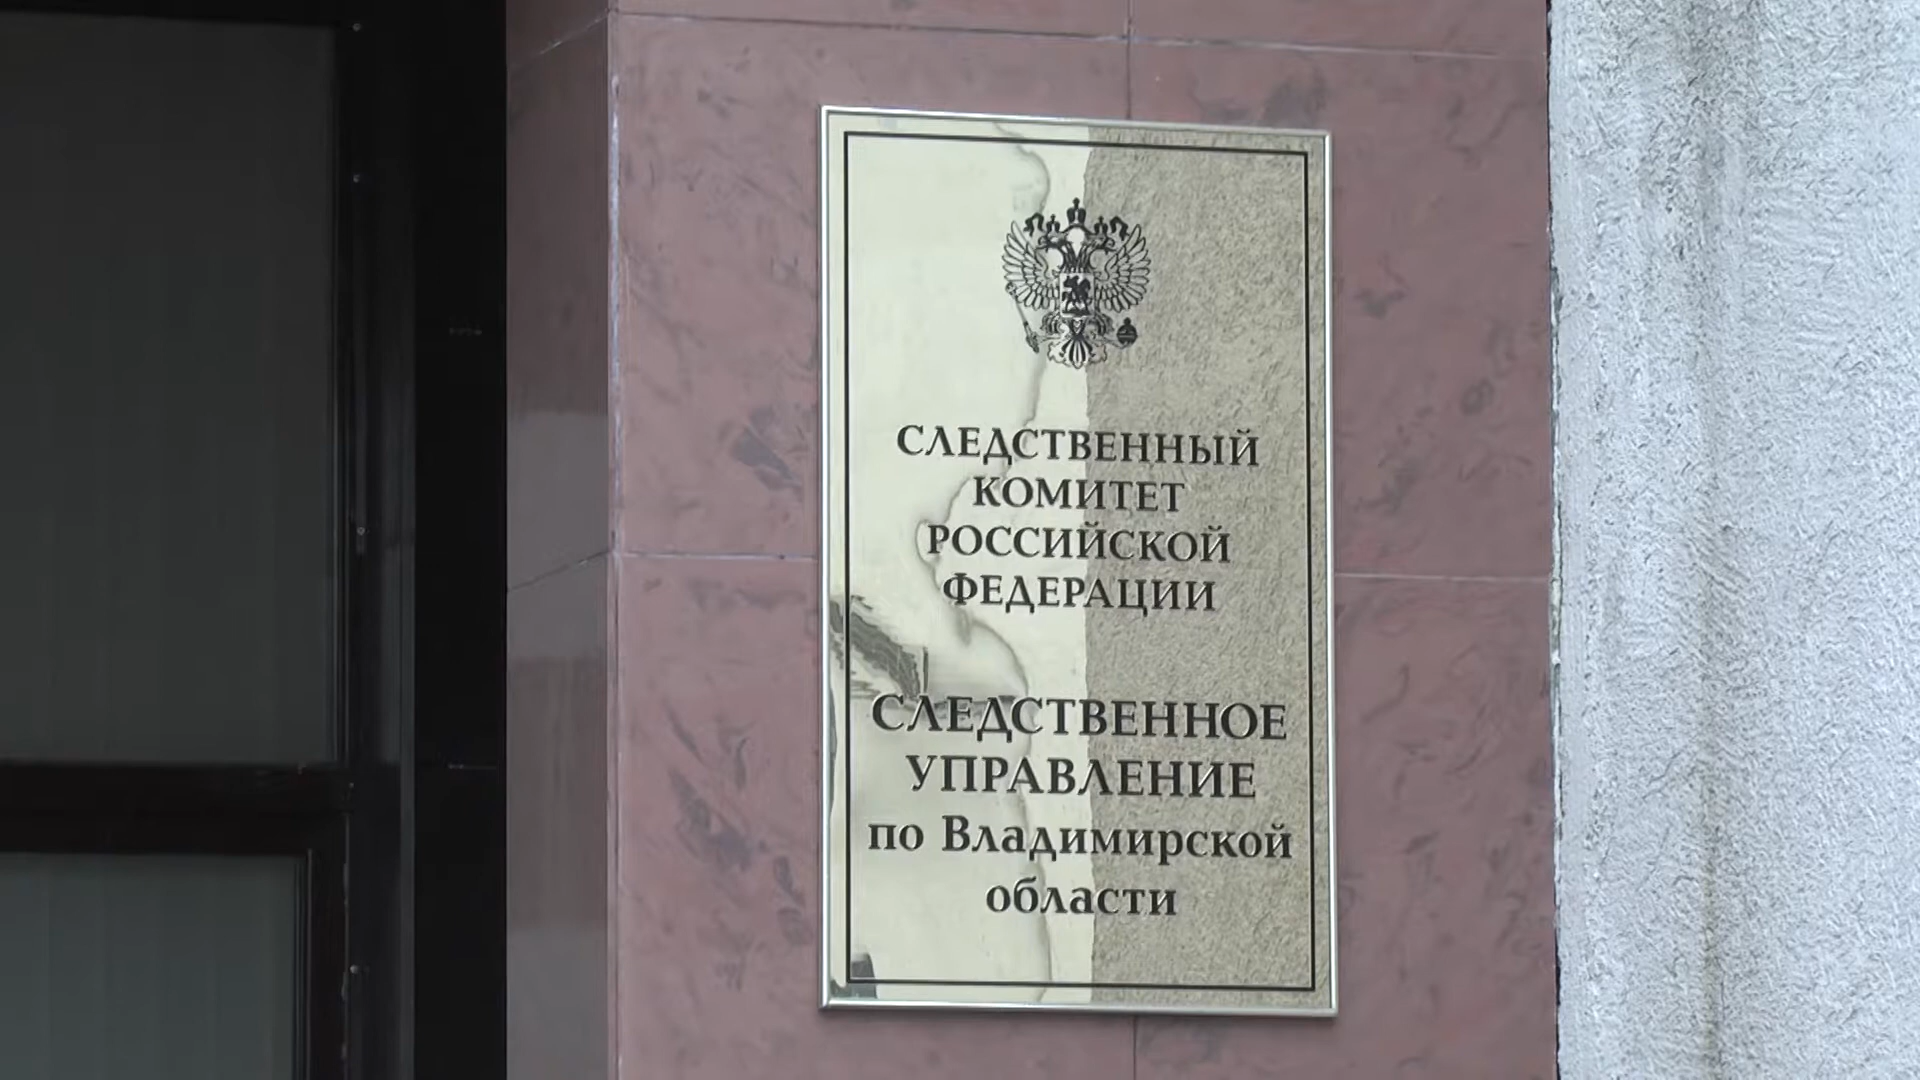 СЛЕДСТВЕННЫЙ
КОМИТЕТ
РОССИЙСКОЙ
ФЕДЕРАЦИИ
СЛЕДСТВЕННОЕ
УПРАВЛЕНИЕ
по Владимирской
области